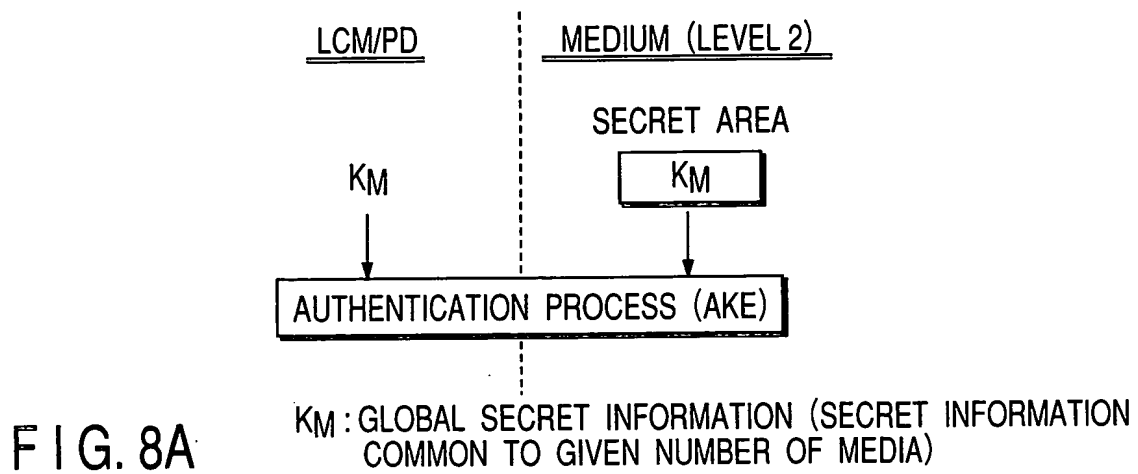 LCM/PD
MEDIUM (LEVEL 2)
SECRET AREA
KM
KM
AUTHENTICATION PROCESS (AKE)
KM : GLOBAL SECRET INFORMATION (SECRET INFORMATION
COMMON TO GIVEN NUMBER OF MEDIA)
FIG. 8A